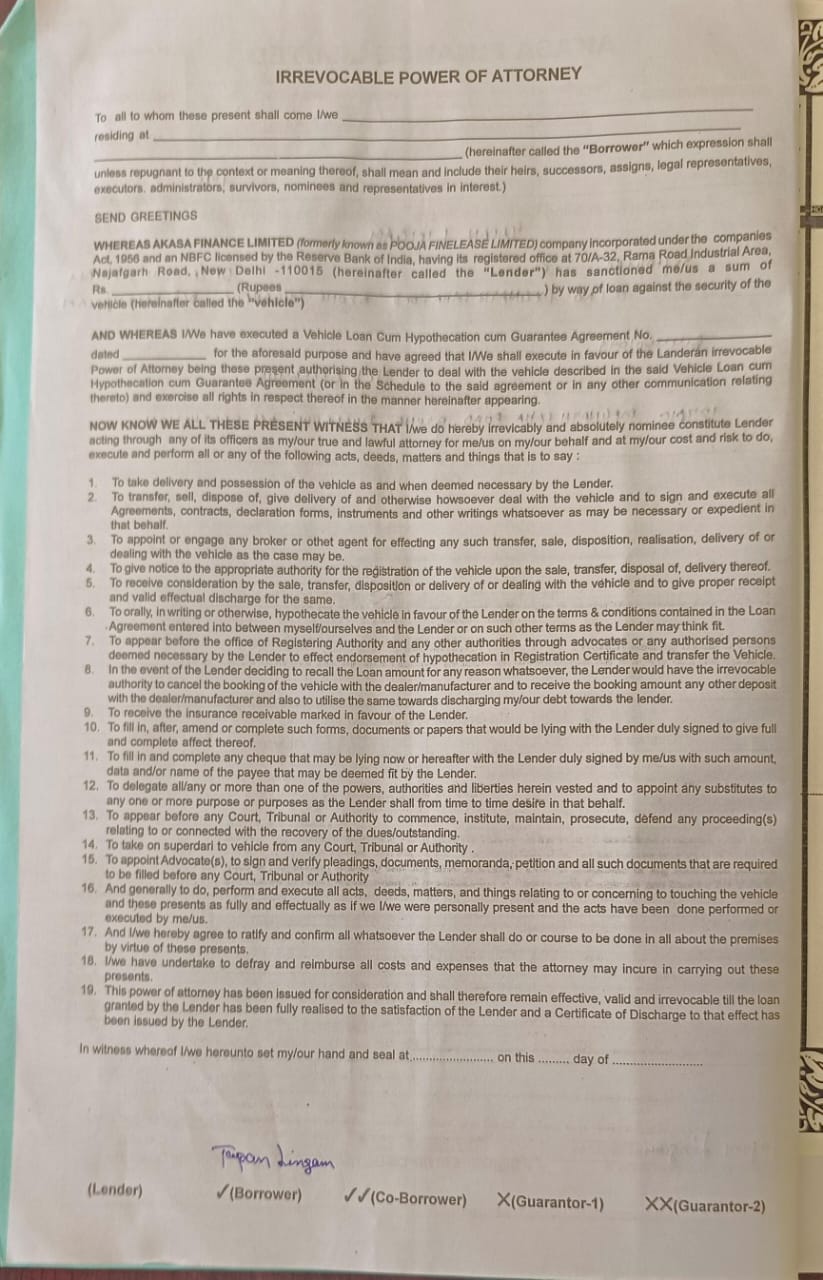 IRREVOCABLE POWER OF ATTORNEY
To all to whom these present shall come I/we
residing at
(hereinafter called the "Borrower" which expression shall
unless repugnant to the context or meaning thereof, shall mean and include their heirs, successors, assigns, legal representatives,
executors. administrators, survivors, nominees and representatives in interest.)
SEND GREETINGS
WHEREAS AKASA FINANCE LIMITED (formerly known as POOJA FINELEASE LIMITED) company incorporated under the companies
Act, 1956 and an NBFC licensed by the Reserve Bank of India, having its registered office at 70/A-32, Rama Road Industrial Area,
Najafgarh Road, New Delhi -110015 (hereinafter called the "Lender") has sanctioned me/us a sum of
Rs. (Rupees ) by way of loan against the security of the
vehicle (hereinafter called the "vehicle")
AND WHEREAS I/We have executed a Vehicle Loan Cum Hypothecation cum Guarantee Agreement No.
dated for the aforesaid purpose and have agreed that I/We shall execute in favour of the Landeran irrevocable
Power of Attorney being these present authorising the Lender to deal with the vehicle described in the said Vehicle Loan cum
Hypothecation cum Guarantee Agreement (or in the Schedule to the said agreement or in any other communication relating
thereto) and exercise all rights in respect thereof in the manner hereinafter appearing.
NOW KNOW WE ALL THESE PRESENT WITNESS THAT I/we do hereby irrevicably and absolutely nominee constitute Lender
acting through any of its officers as my/our true and lawful attorney for me/us on my/our behalf and at my/our cost and risk to do,
execute and perform all or any of the following acts, deeds, matters and things that is to say :
1. To take delivery and possession of the vehicle as and when deemed necessary by the Lender.
2. To transfer, sell, dispose of, give delivery of and otherwise howsoever deal with the vehicle and to sign and execute all
Agreements, contracts, declaration forms, instruments and other writings whatsoever as may be necessary or expedient in
that behalf.
3. To appoint or engage any broker or othet agent for effecting any such transfer, sale, disposition, realisation, delivery of or
dealing with the vehicle as the case may be.
4. To give notice to the appropriate authority for the registration of the vehicle upon the sale, transfer, disposal of, delivery thereof.
5. To receive consideration by the sale, transfer, disposition or delivery of or dealing with the vehicle and to give proper receipt
and valid effectual discharge for the same.
6. To orally, in writing or otherwise, hypothecate the vehicle in favour of the Lender on the terms & conditions contained in the Loan
Agreement entered into between myself/ourselves and the Lender or on such other terms as the Lender may think fit.
7. To appear before the office of Registering Authority and any other authorities through advocates or any authorised persons
deemed necessary by the Lender to effect endorsement of hypothecation in Registration Certificate and transfer the Vehicle.
8. In the event of the Lender deciding to recall the Loan amount for any reason whatsoever, the Lender would have the irrevocable
authority to cancel the booking of the vehicle with the dealer/manufacturer and to receive the booking amount any other deposit
with the dealer/manufacturer and also to utilise the same towards discharging my/our debt towards the lender.
9. To receive the insurance receivable marked in favour of the Lender.
10. To fill in, after, amend or complete such forms, documents or papers that would be lying with the Lender duly signed to give full
and complete affect thereof.
11. To fill in and complete any cheque that may be lying now or hereafter with the Lender duly signed by me/us with such amount,
data and/or name of the payee that may be deemed fit by the Lender.
12. To delegate all/any or more than one of the powers, authorities and liberties herein vested and to appoint any substitutes to
any one or more purpose or purposes as the Lender shall from time to time desire in that behalf.
13. To appear before any Court, Tribunal or Authority to commence, institute, maintain, prosecute, defend any proceeding(s)
relating to or connected with the recovery of the dues/outstanding.
14. To take on superdari to vehicle from any Court, Tribunal or Authority .
15. To appoint Advocate(s), to sign and verify pleadings, documents, memoranda, petition and all such documents that are required
to be filled before any Court, Tribunal or Authority
16. And generally to do, perform and execute all acts, deeds, matters, and things relating to or concerning to touching the vehicle
and these presents as fully and effectually as if we I/we were personally present and the acts have been done performed or
executed by me/us.
17. And I/we hereby agree to ratify and confirm all whatsoever the Lender shall do or course to be done in all about the premises
by virtue of these presents.
18. I/we have undertake to defray and reimburse all costs and expenses that the attorney may incure in carrying out these
presents.
19. This power of attorney has been issued for consideration and shall therefore remain effective, valid and irrevocable till the loan
granted by the Lender has been fully realised to the satisfaction of the Lender and a Certificate of Discharge to that effect has
been issued by the Lender.
In witness whereof I/we hereunto set my/our hand and seal at........................ on this ......... day of ........................
Tapan Lingam
(Lender) ✓(Borrower) ✓✓(Co-Borrower) X(Guarantor-1) XX(Guarantor-2)